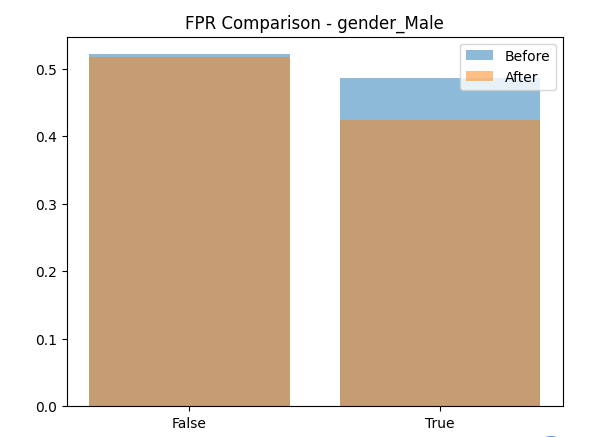 FPR Comparison - gender_Male
Before
After
0.5
0.4
0.3
0.2
0.1
0.0
False
True